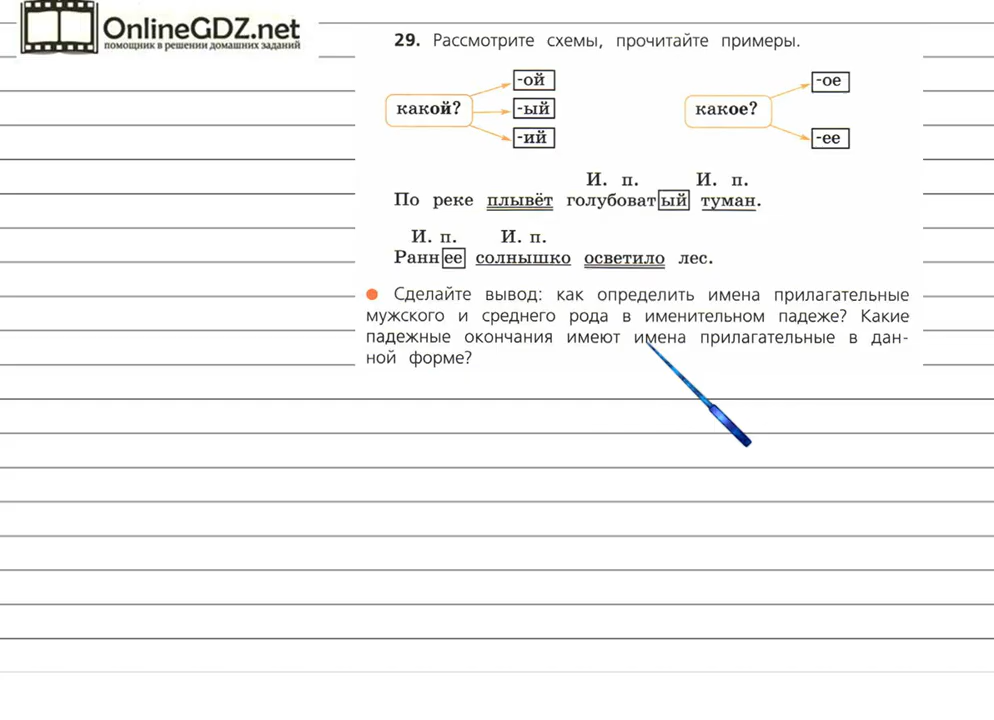 OnlineGDZ.net
помощник в решении домашних заданий
29. Рассмотрите схемы, прочитайте примеры.
какой?
-ой
-ый
-ий
какое?
-ое
-ее
И. п. И. п.
По реке плывёт голубоватый туман.
И. п. И. п.
Раннее солнышко осветило лес.
Сделайте вывод: как определить имена прилагательные
мужского и среднего рода в именительном падеже? Какие
падежные окончания имеют имена прилагательные в дан-
ной форме?